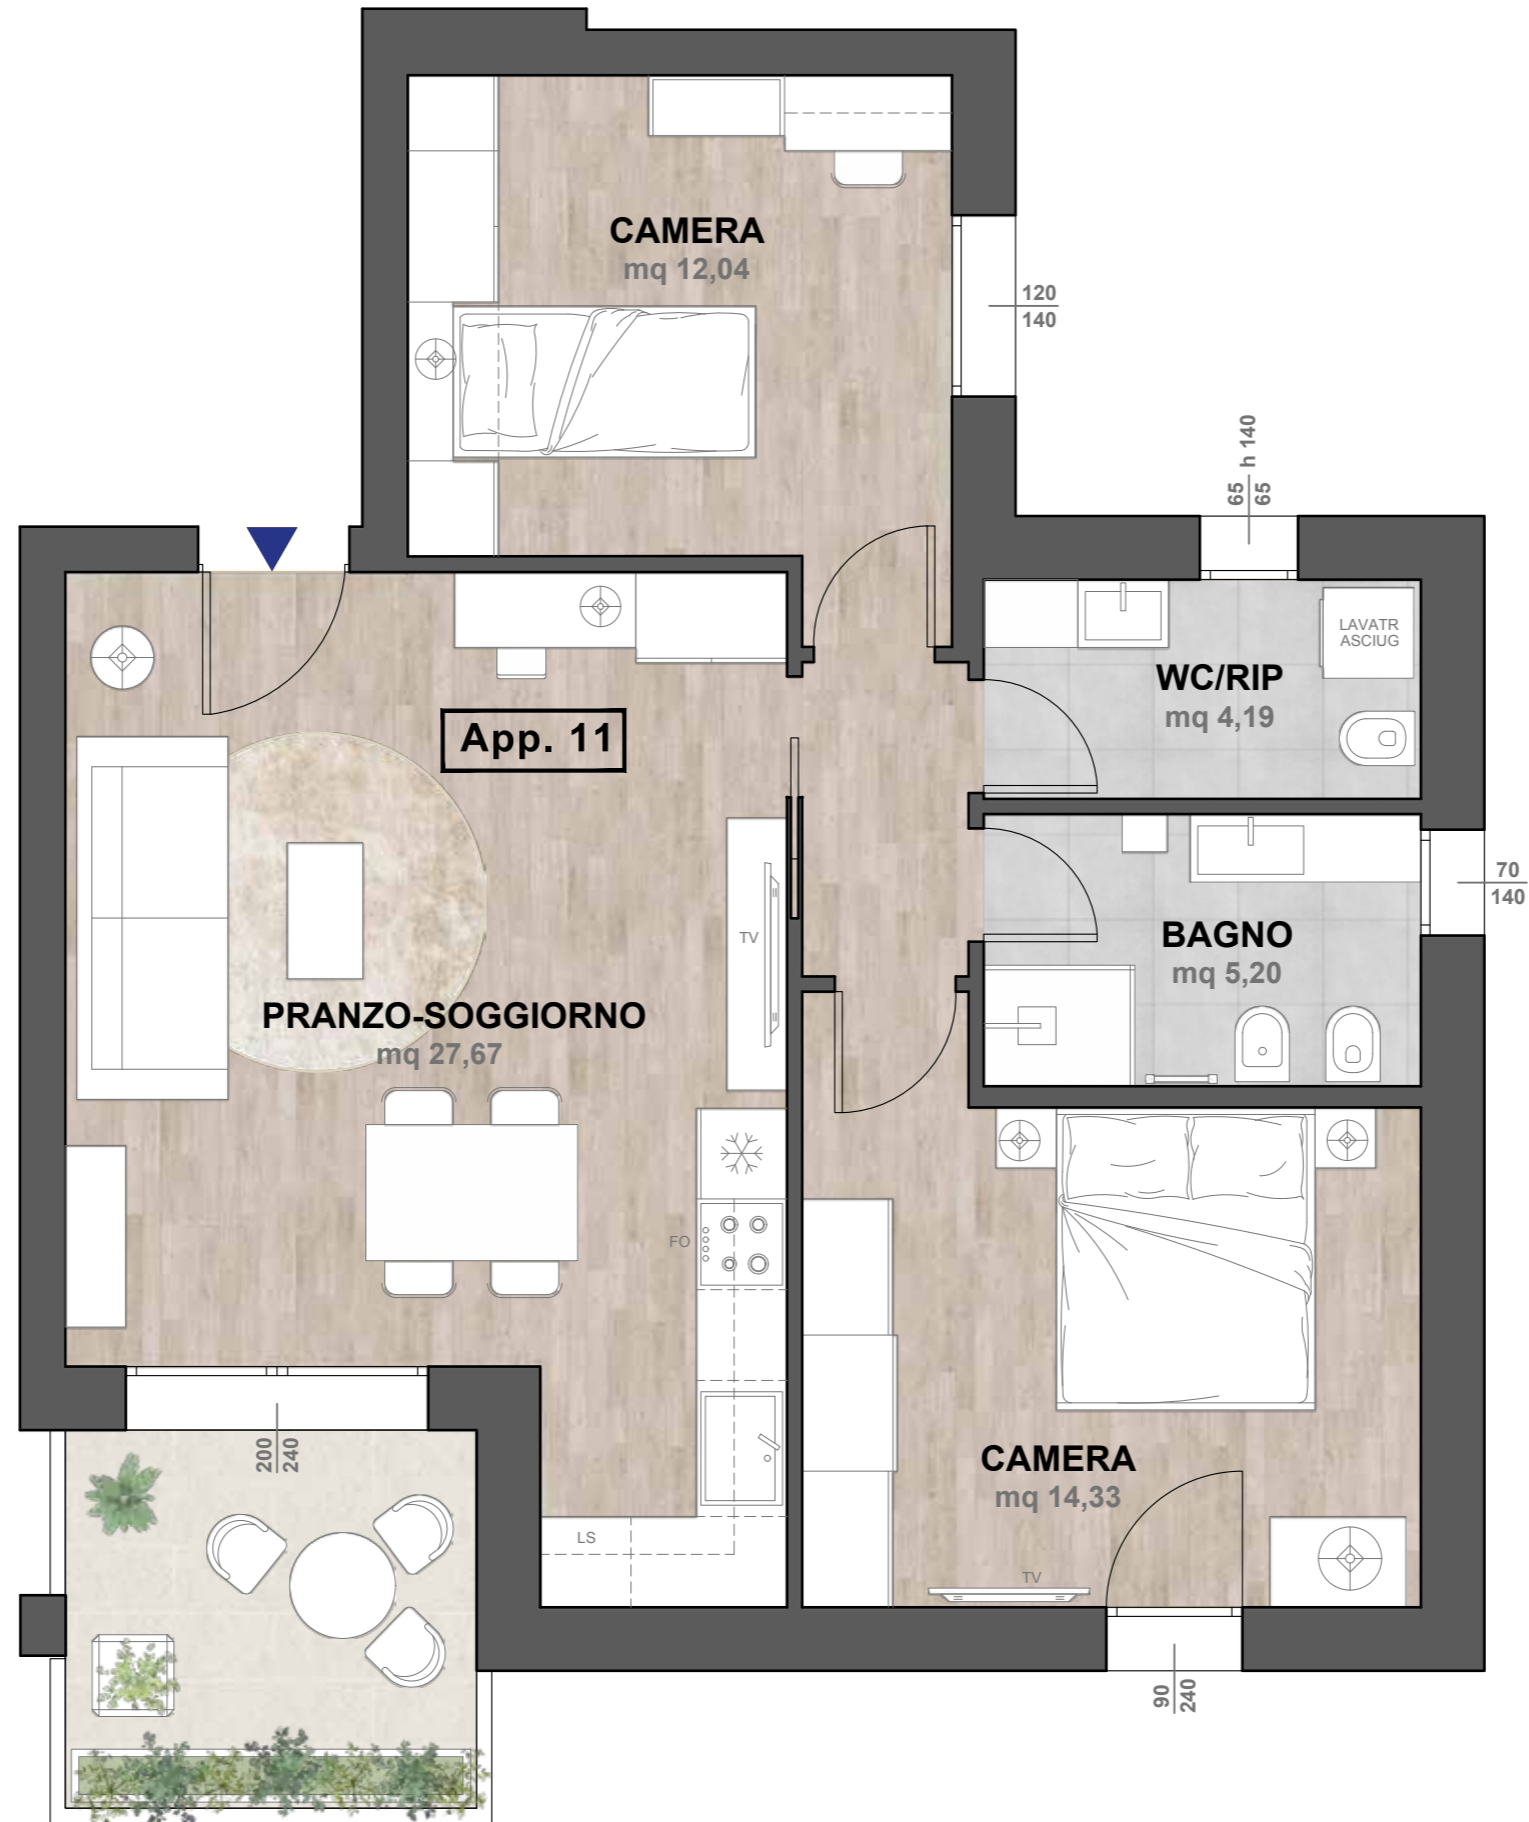 CAMERA
mq 12,04
120
140
65
65
h 140
LAVATR
ASCIUG
WC/RIP
mq 4,19
App. 11
70
140
TV
BAGNO
mq 5,20
PRANZO-SOGGIORNO
mq 27,67
FO
200
240
CAMERA
mq 14,33
LS
TV
90
240